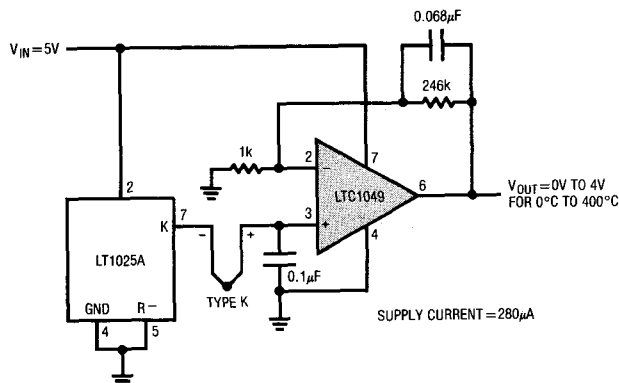 0.068µF
V_IN=5V
246k
1k
2
7
2
–
LTC1049
6
V_OUT=0V TO 4V
FOR 0°C TO 400°C
K
7
–
+
3
+
4
LT1025A
0.1µF
TYPE K
GND
R–
4
5
SUPPLY CURRENT=280µA